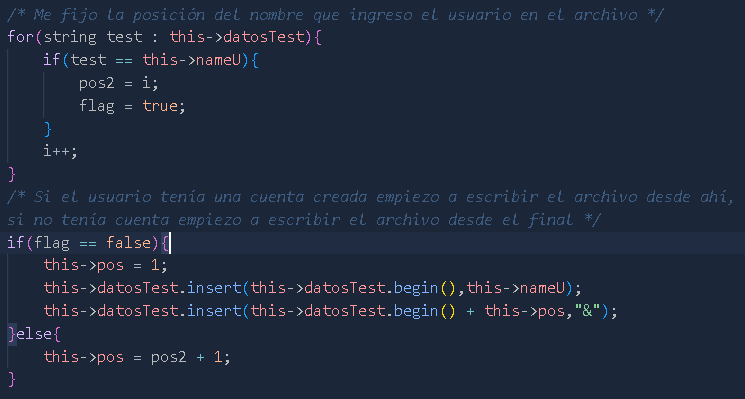 /* Me fijo la posición del nombre que ingreso el usuario en el archivo */
for(string test : this->datosTest){
    if(test == this->nameU){
        pos2 = i;
        flag = true;
    }
    i++;
}
/* Si el usuario tenía una cuenta creada empiezo a escribir el archivo desde ahí,
si no tenía cuenta empiezo a escribir el archivo desde el final */
if(flag == false){
    this->pos = 1;
    this->datosTest.insert(this->datosTest.begin(),this->nameU);
    this->datosTest.insert(this->datosTest.begin() + this->pos,"&");
}else{
    this->pos = pos2 + 1;
}